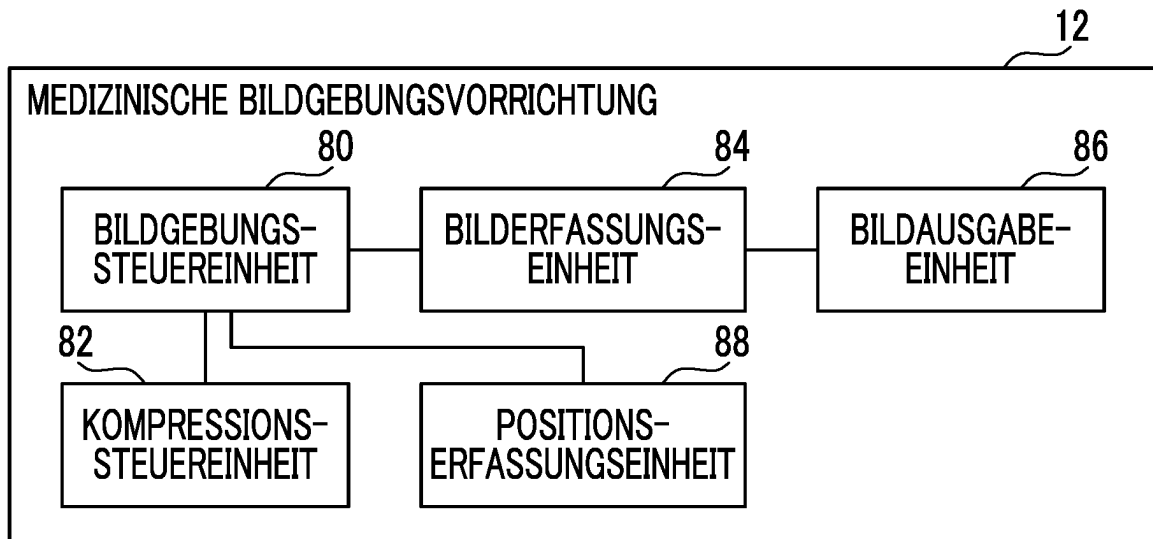 12
MEDIZINISCHE BILDGEBUNGSVORRICHTUNG
80
84
86
BILDGEBUNGS-
STEUEREINHEIT
BILDERFASSUNGS-
EINHEIT
BILDAUSGABE-
EINHEIT
82
88
KOMPRESSIONS-
STEUEREINHEIT
POSITIONS-
ERFASSUNGSEINHEIT